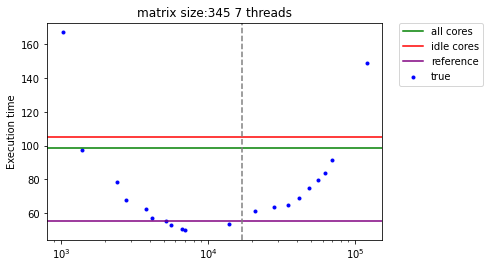 matrix size:345 7 threads
160
140
120
100
80
60
Execution time
10³
10⁴
10⁵
all cores
idle cores
reference
true